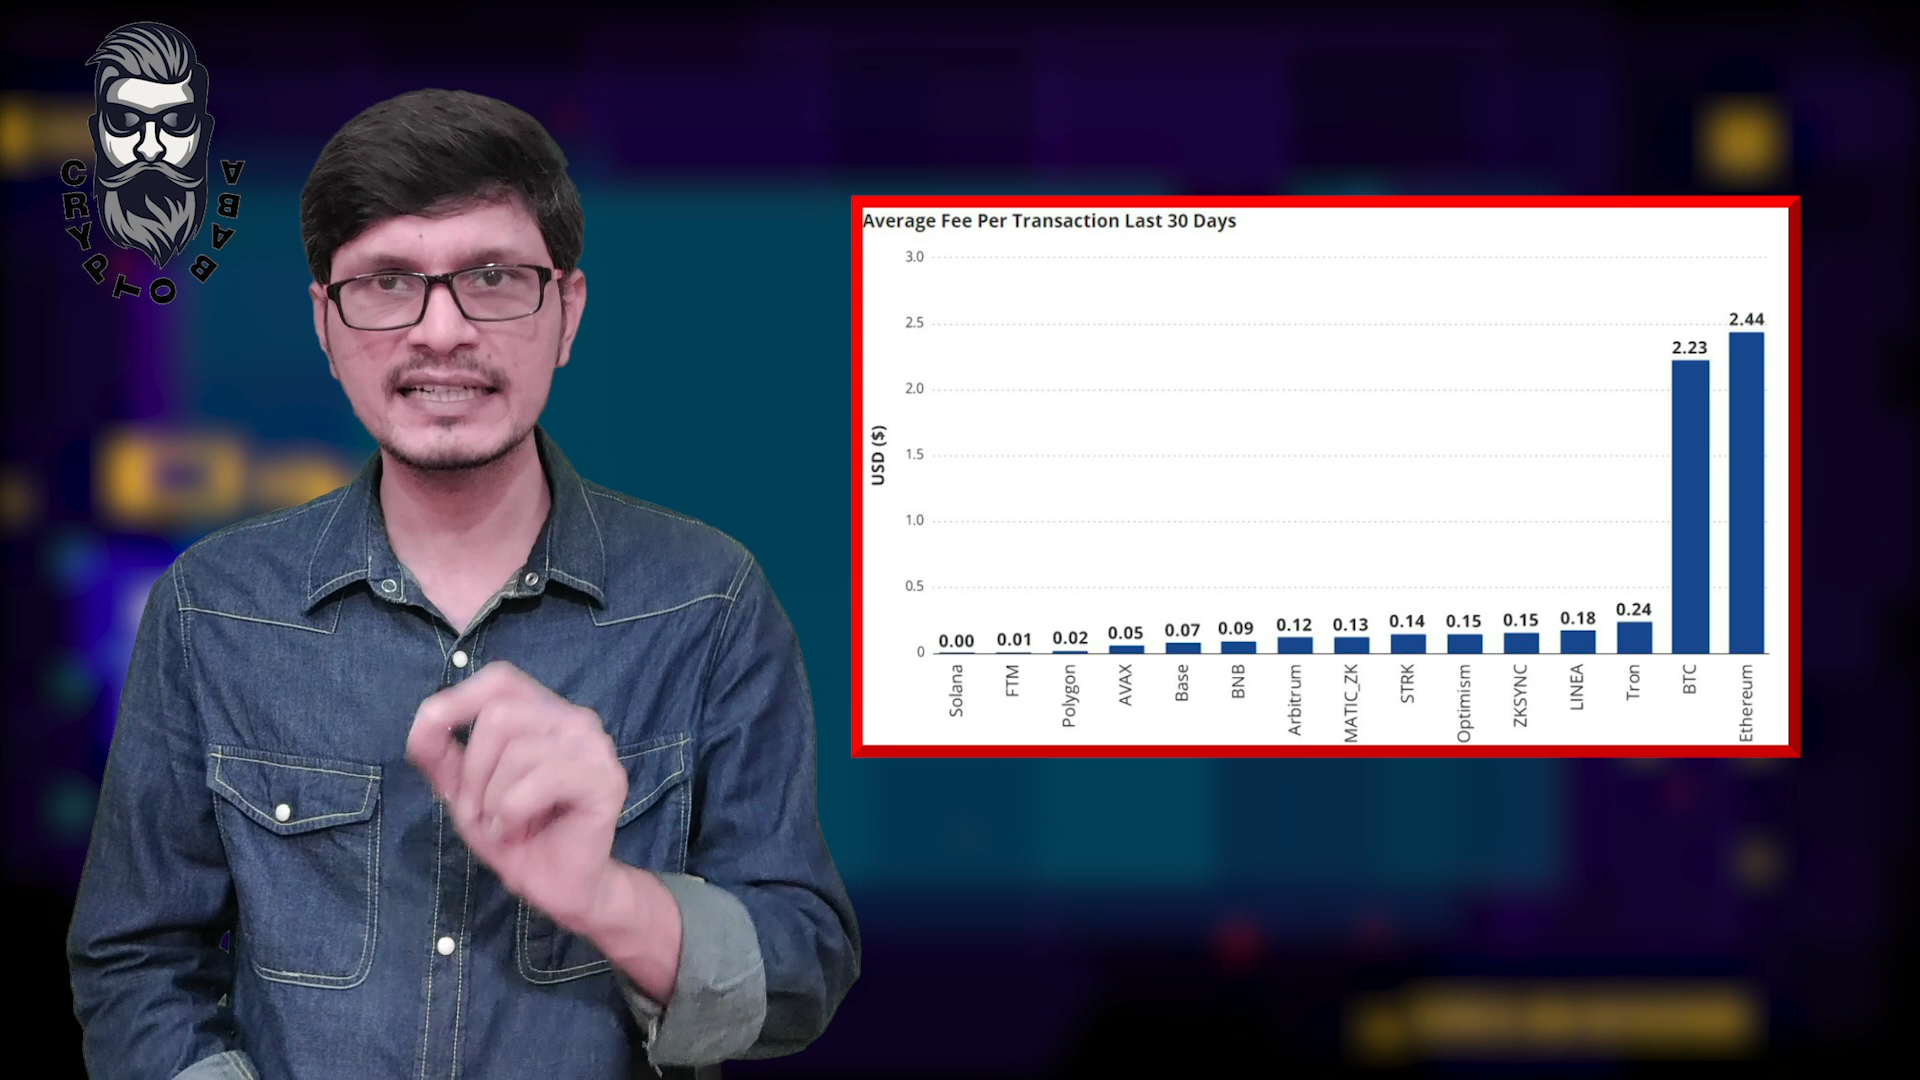 CRYPTO BABA
Average Fee Per Transaction Last 30 Days
3.0
2.5
2.0
1.5
1.0
0.5
0
USD ($)
0.00
0.01
0.02
0.05
0.07
0.09
0.12
0.13
0.14
0.15
0.15
0.18
0.24
2.23
2.44
Solana
FTM
Polygon
AVAX
Base
BNB
Arbitrum
MATIC_ZK
STRK
Optimism
ZKSYNC
LINEA
Tron
BTC
Ethereum